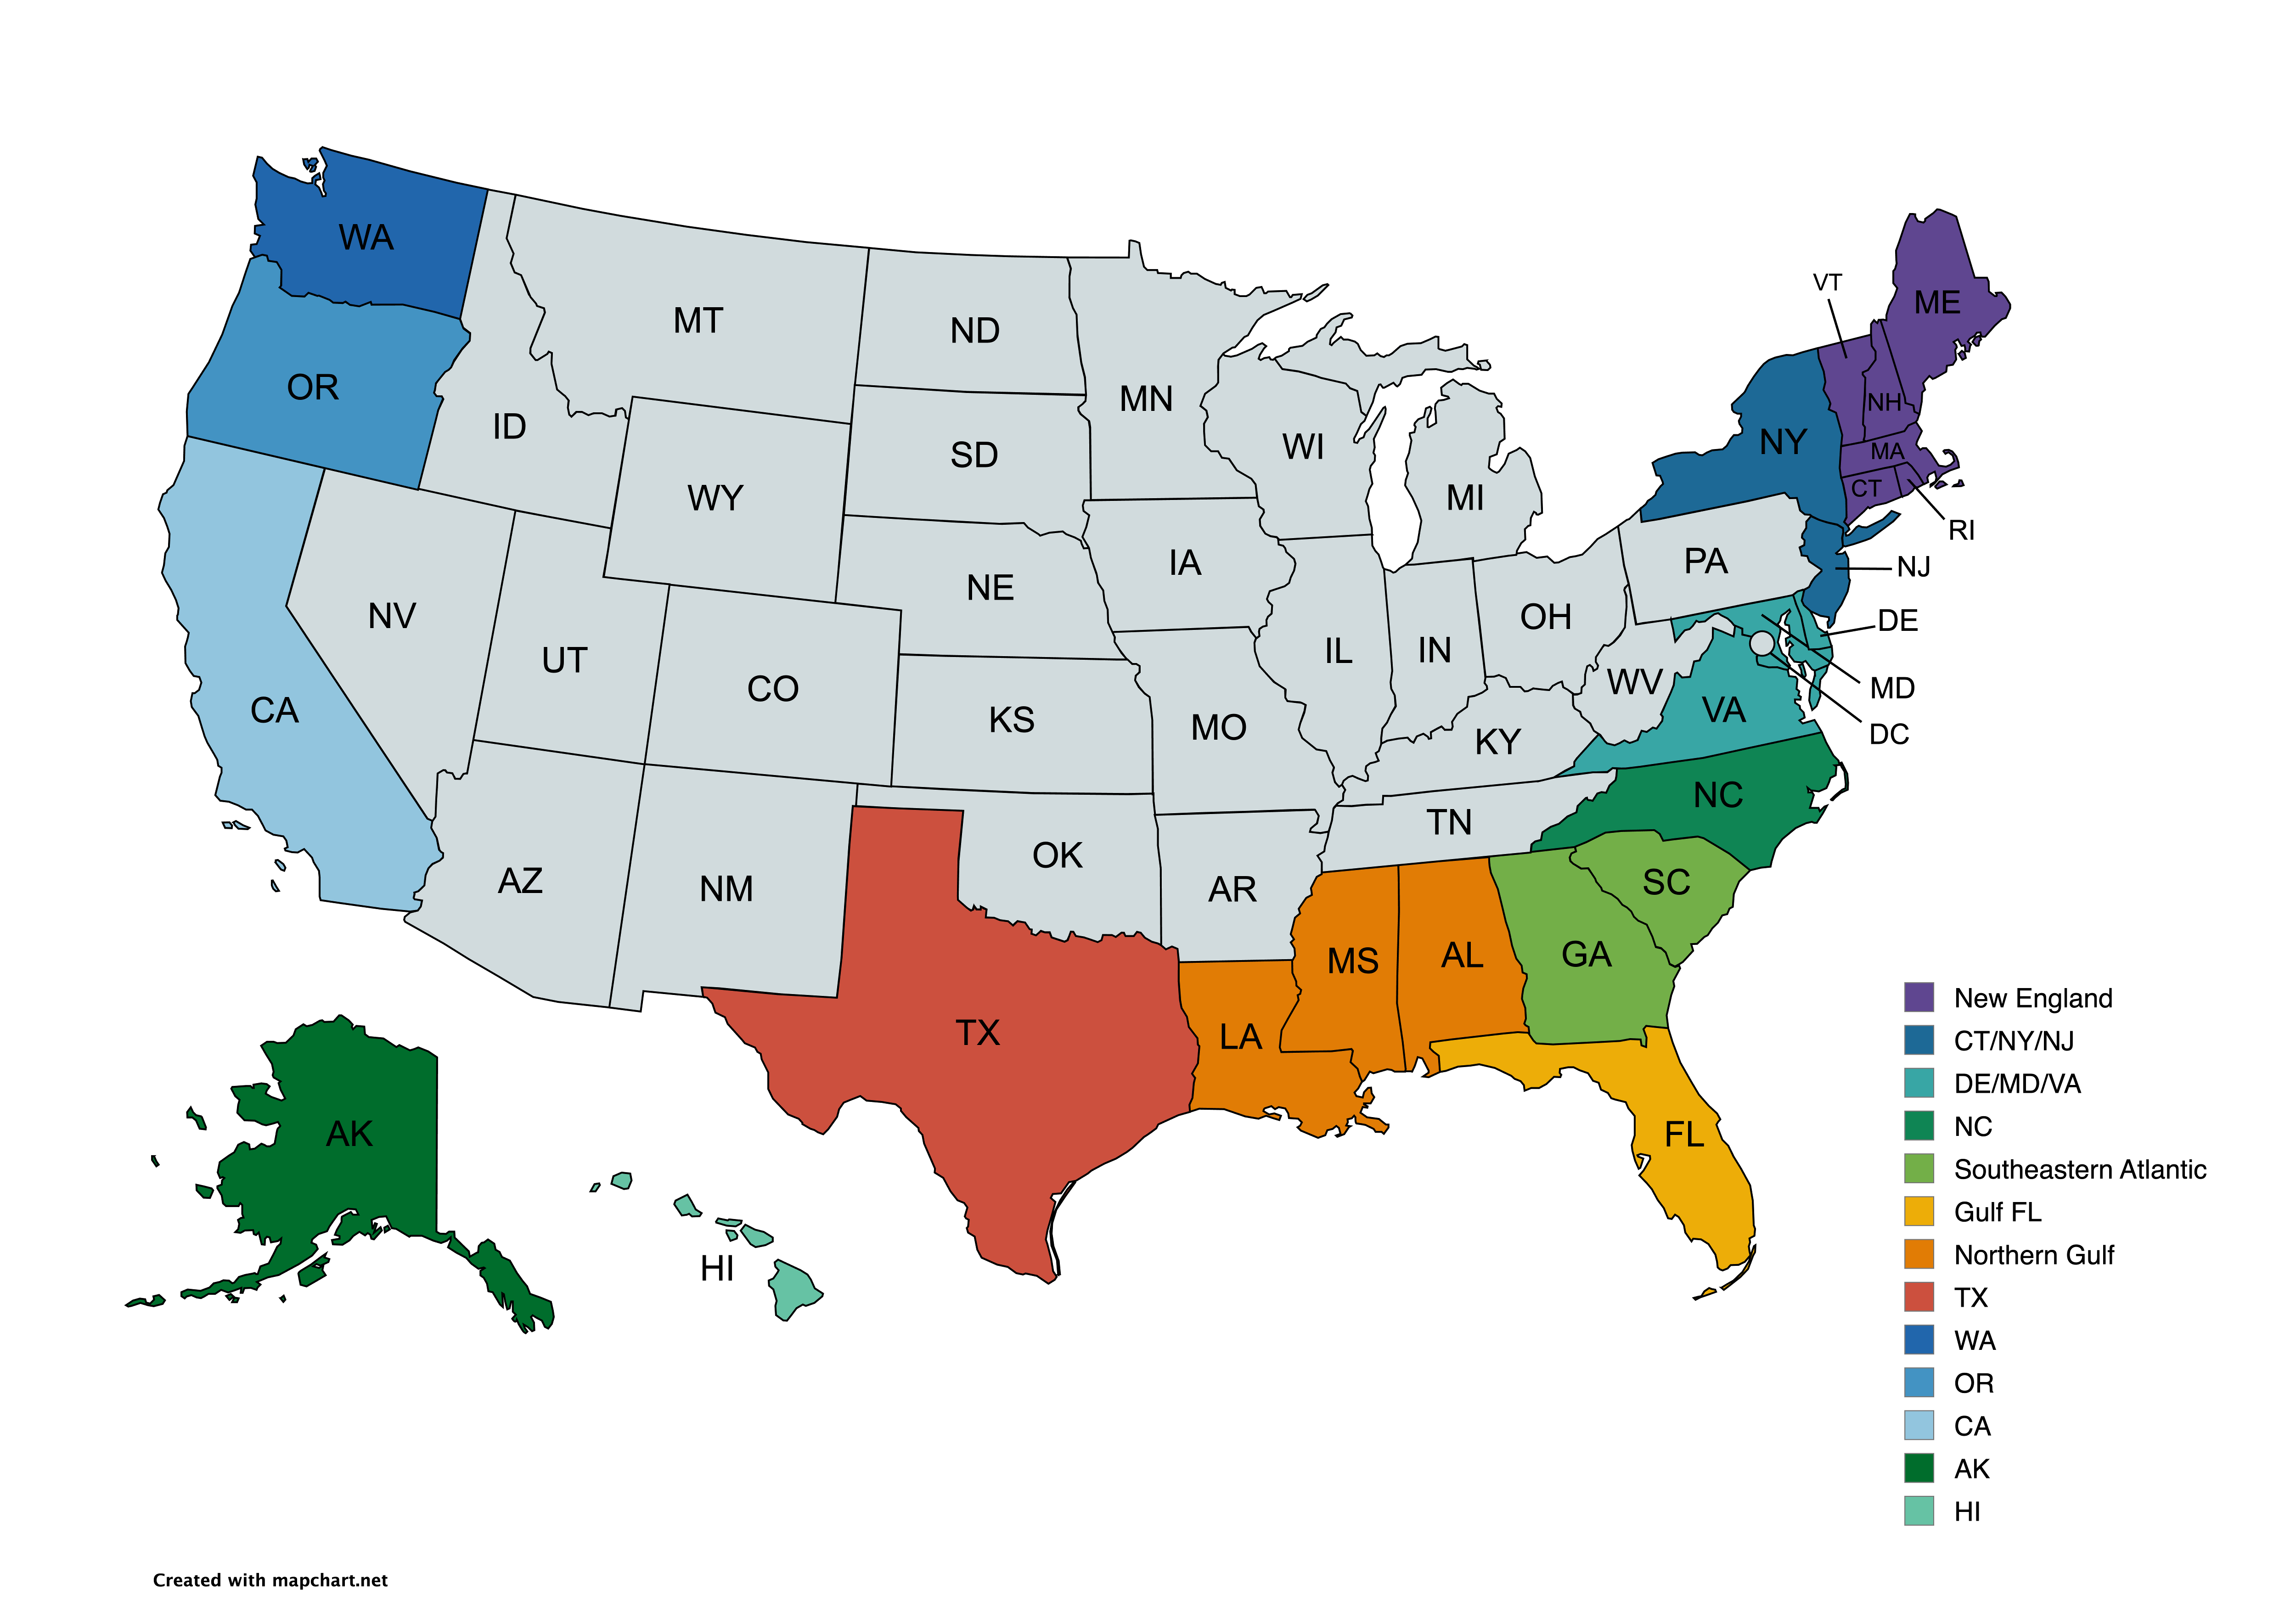 WA
VT
ME
MT
ND
OR
MN
NH
ID
NY
WI
MA
SD
CT
WY
MI
RI
PA
IA
NJ
NE
NV
OH
DE
UT
IL
IN
WV
CO
MD
CA
VA
KS
MO
DC
KY
NC
TN
OK
AZ
NM
AR
SC
MS
AL
GA
TX
LA
AK
FL
HI
New England
CT/NY/NJ
DE/MD/VA
NC
Southeastern Atlantic
Gulf FL
Northern Gulf
TX
WA
OR
CA
AK
HI
Created with mapchart.net